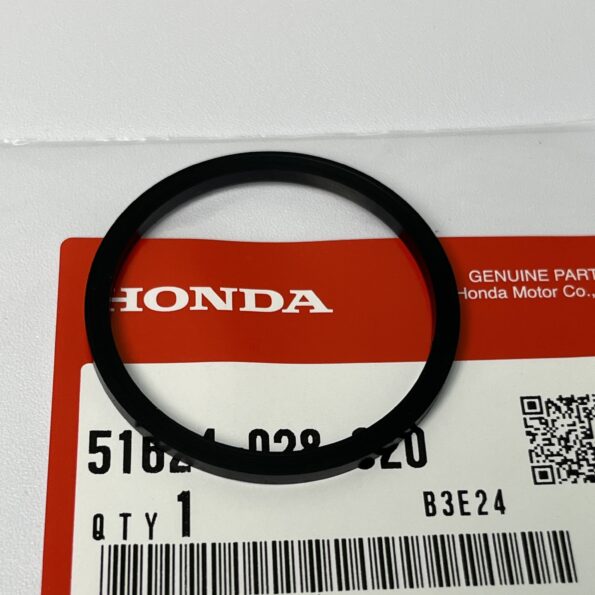 HONDA
GENUINE PART
Honda Motor Co.,
QTY 1
B3E24